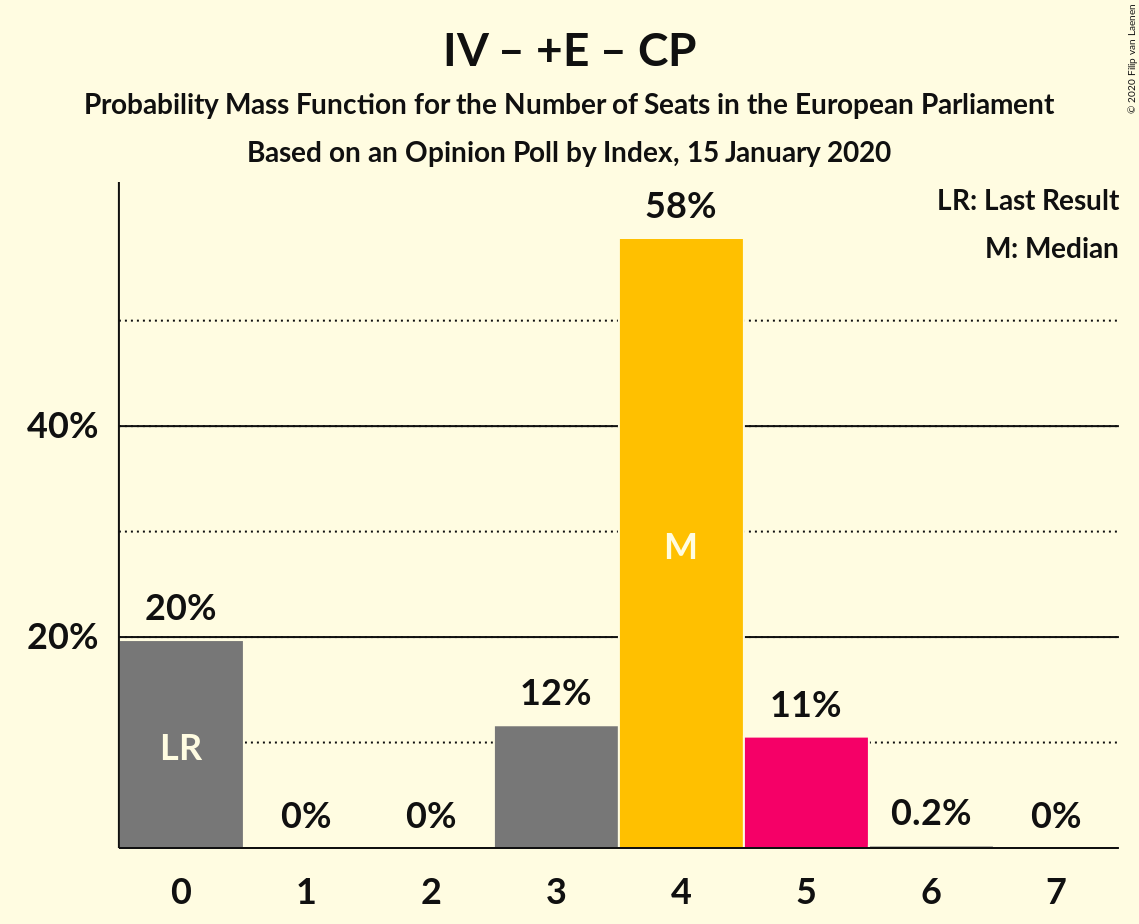 IV – +E – CP
Probability Mass Function for the Number of Seats in the European Parliament
Based on an Opinion Poll by Index, 15 January 2020
© 2020 Filip van Laenen
LR: Last Result
M: Median
58%
40%
M
20%
20%
12%
11%
LR
0%
0%
0.2%
0%
0 1 2 3 4 5 6 7